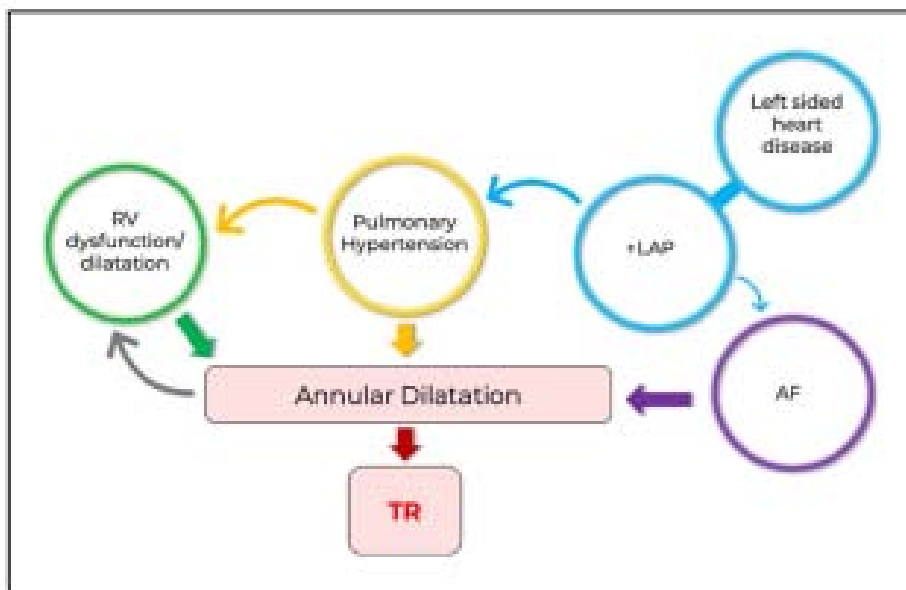 Left sided
heart
disease
RV
dysfunction/
dilatation
Pulmonary
Hypertension
+LAP
Annular Dilatation
AF
TR